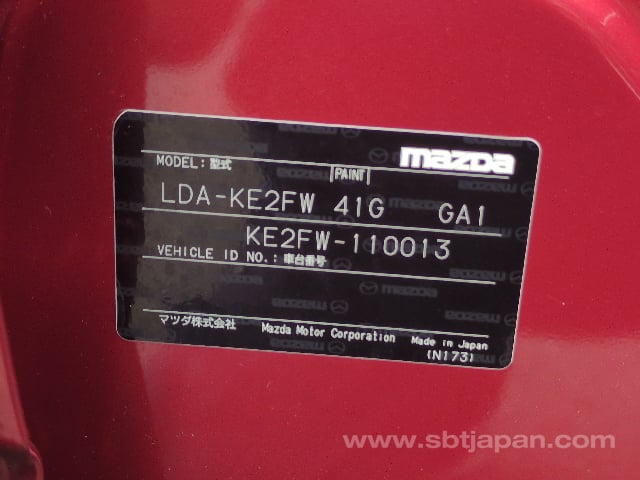 mazda
MODEL: 型式
PAINT
LDA-KE2FW 41G GA1
KE2FW-110013
VEHICLE ID NO.: 車台番号
マツダ株式会社 Mazda Motor Corporation Made in Japan
(N173)
www.sbtjapan.com